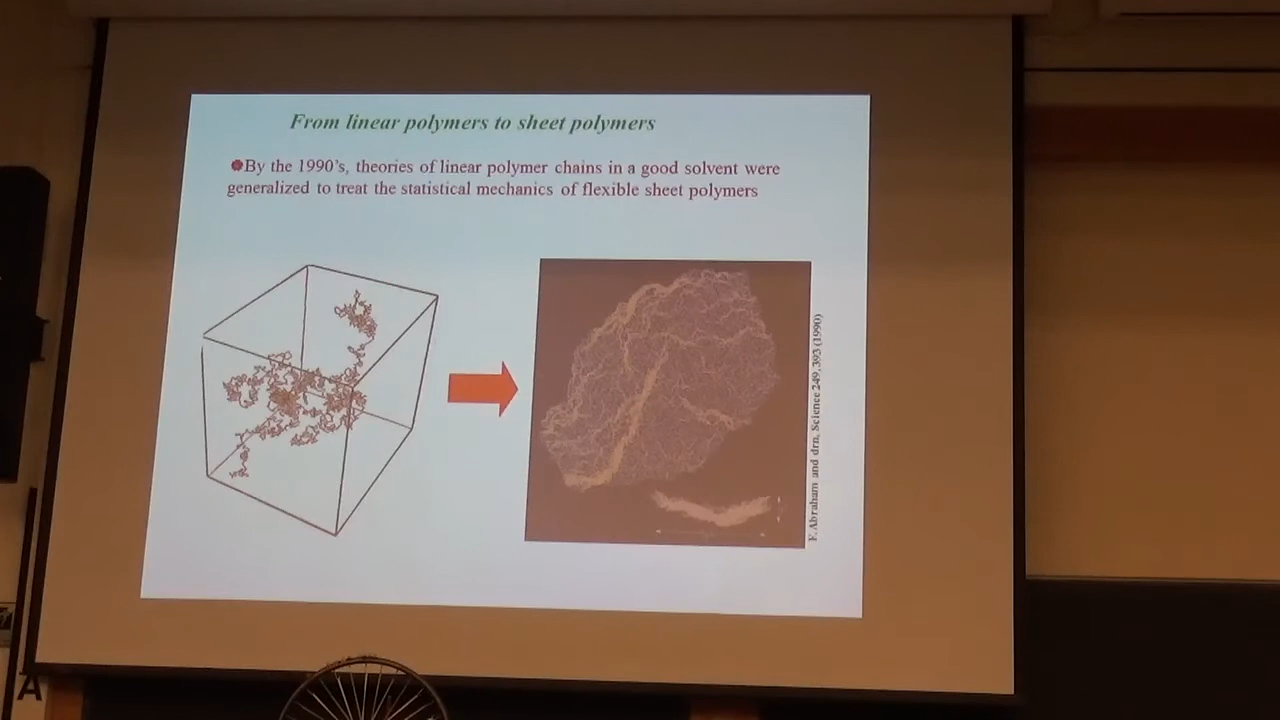 From linear polymers to sheet polymers
By the 1990's, theories of linear polymer chains in a good solvent were
generalized to treat the statistical mechanics of flexible sheet polymers
F. Abraham and drn, Science 249, 393 (1990)
A